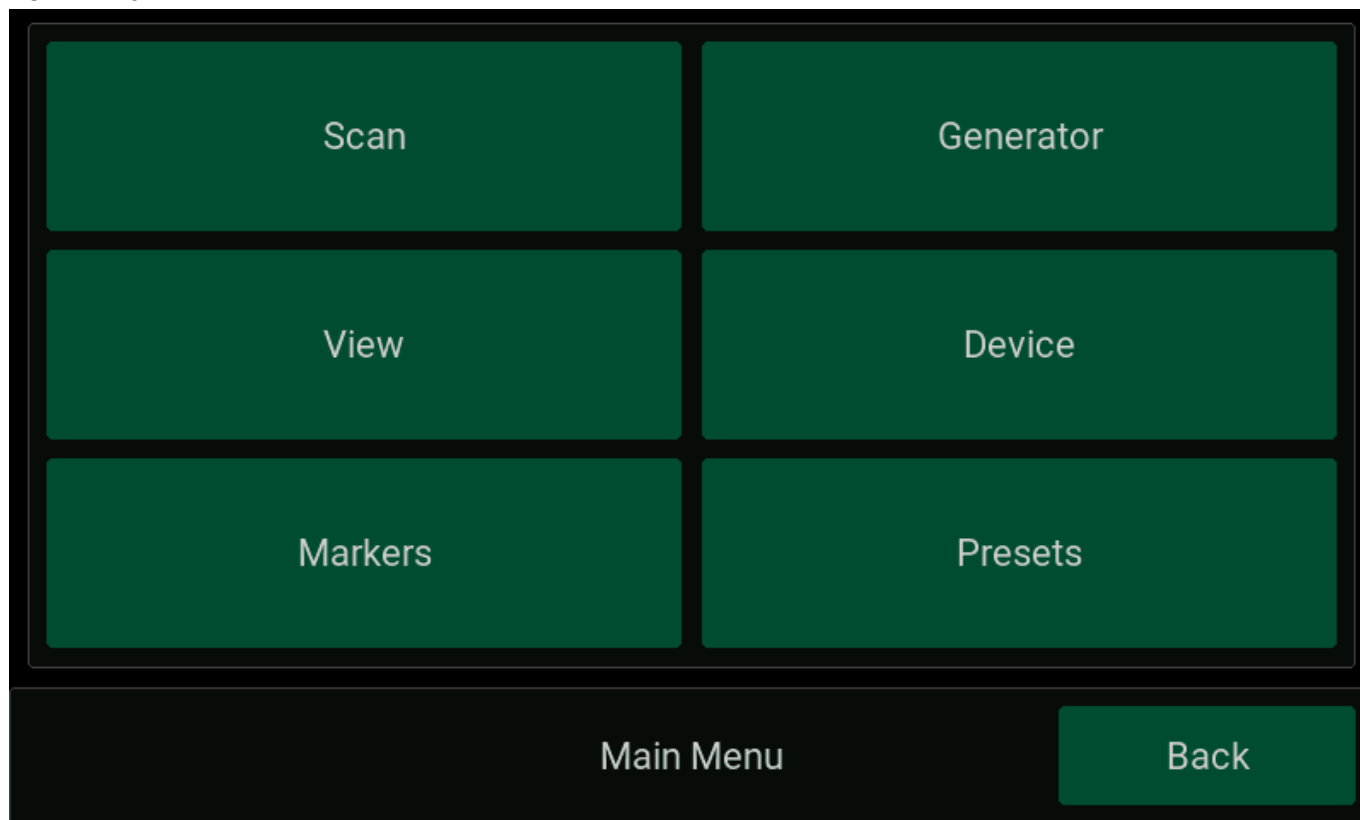 Scan
Generator
View
Device
Markers
Presets
Main Menu
Back